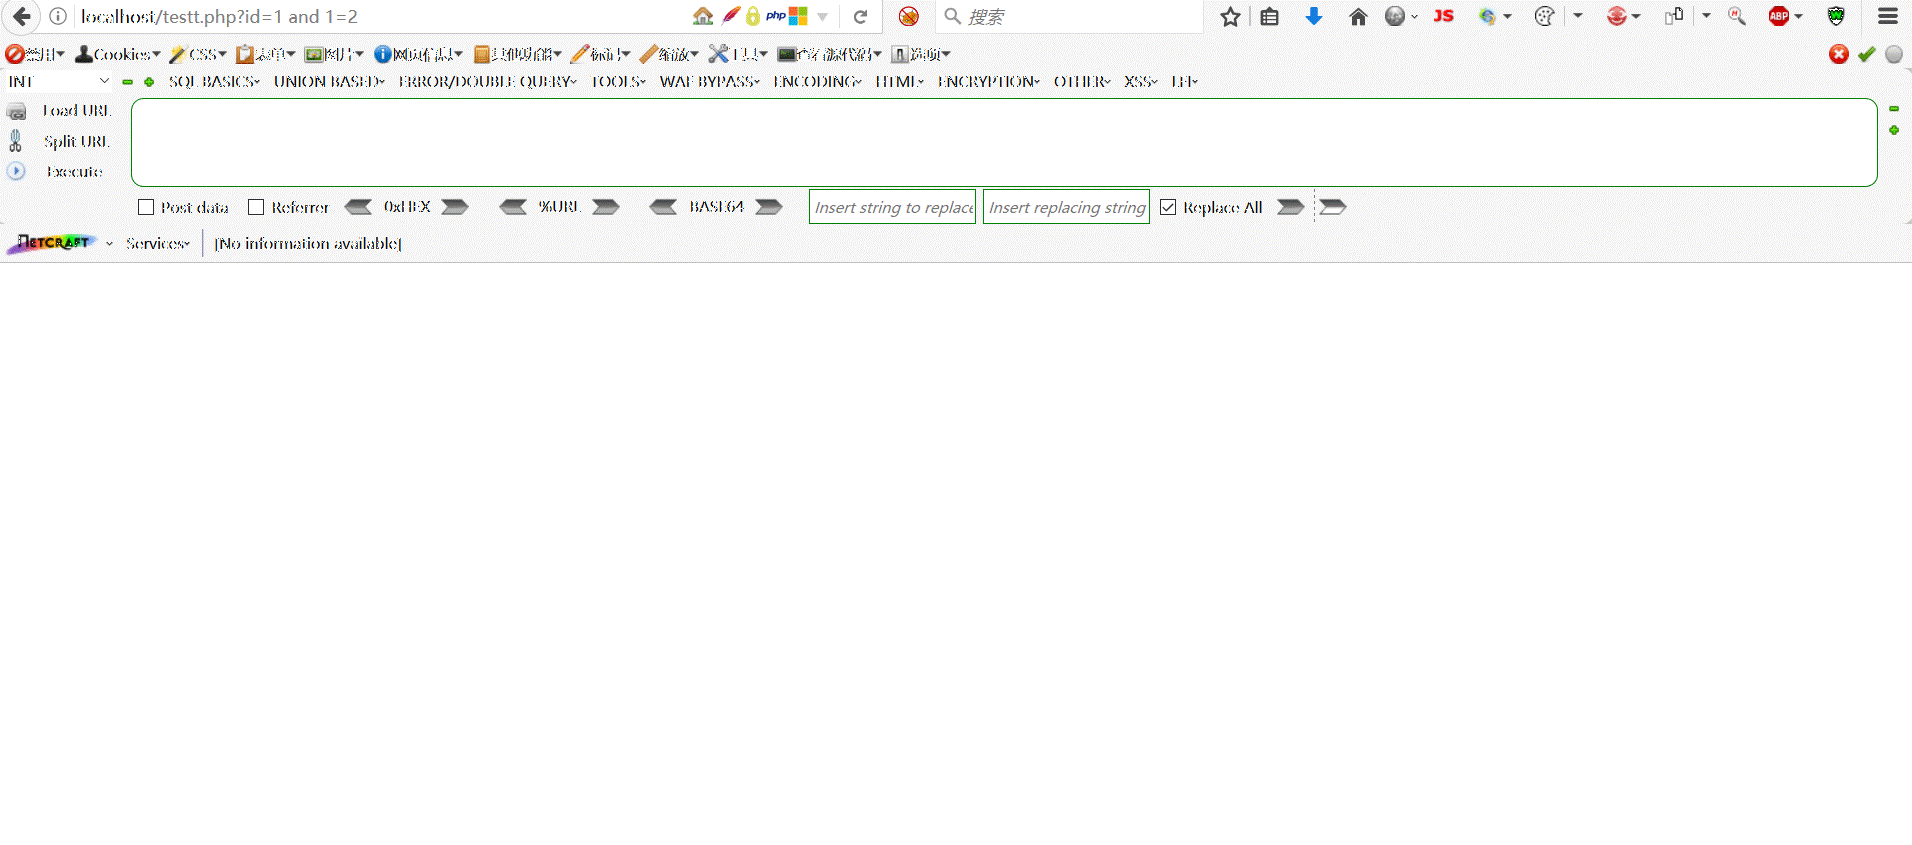 localhost/testt.php?id=1 and 1=2 php 搜索 JS ABP
禁用 Cookies CSS 表单 图片 网页信息 其他功能 标记 缩放 工具 查看源代码 选项
INT SQL BASICS UNION BASED ERROR/DOUBLE QUERY TOOLS WAF BYPASS ENCODING HTML ENCRYPTION OTHER XSS LFI
Load URL
Split URL
Execute
Post data Referrer 0xHEX %URL BASE64 Insert string to replace Insert replacing string Replace All
NETCRAFT Services [No information available]